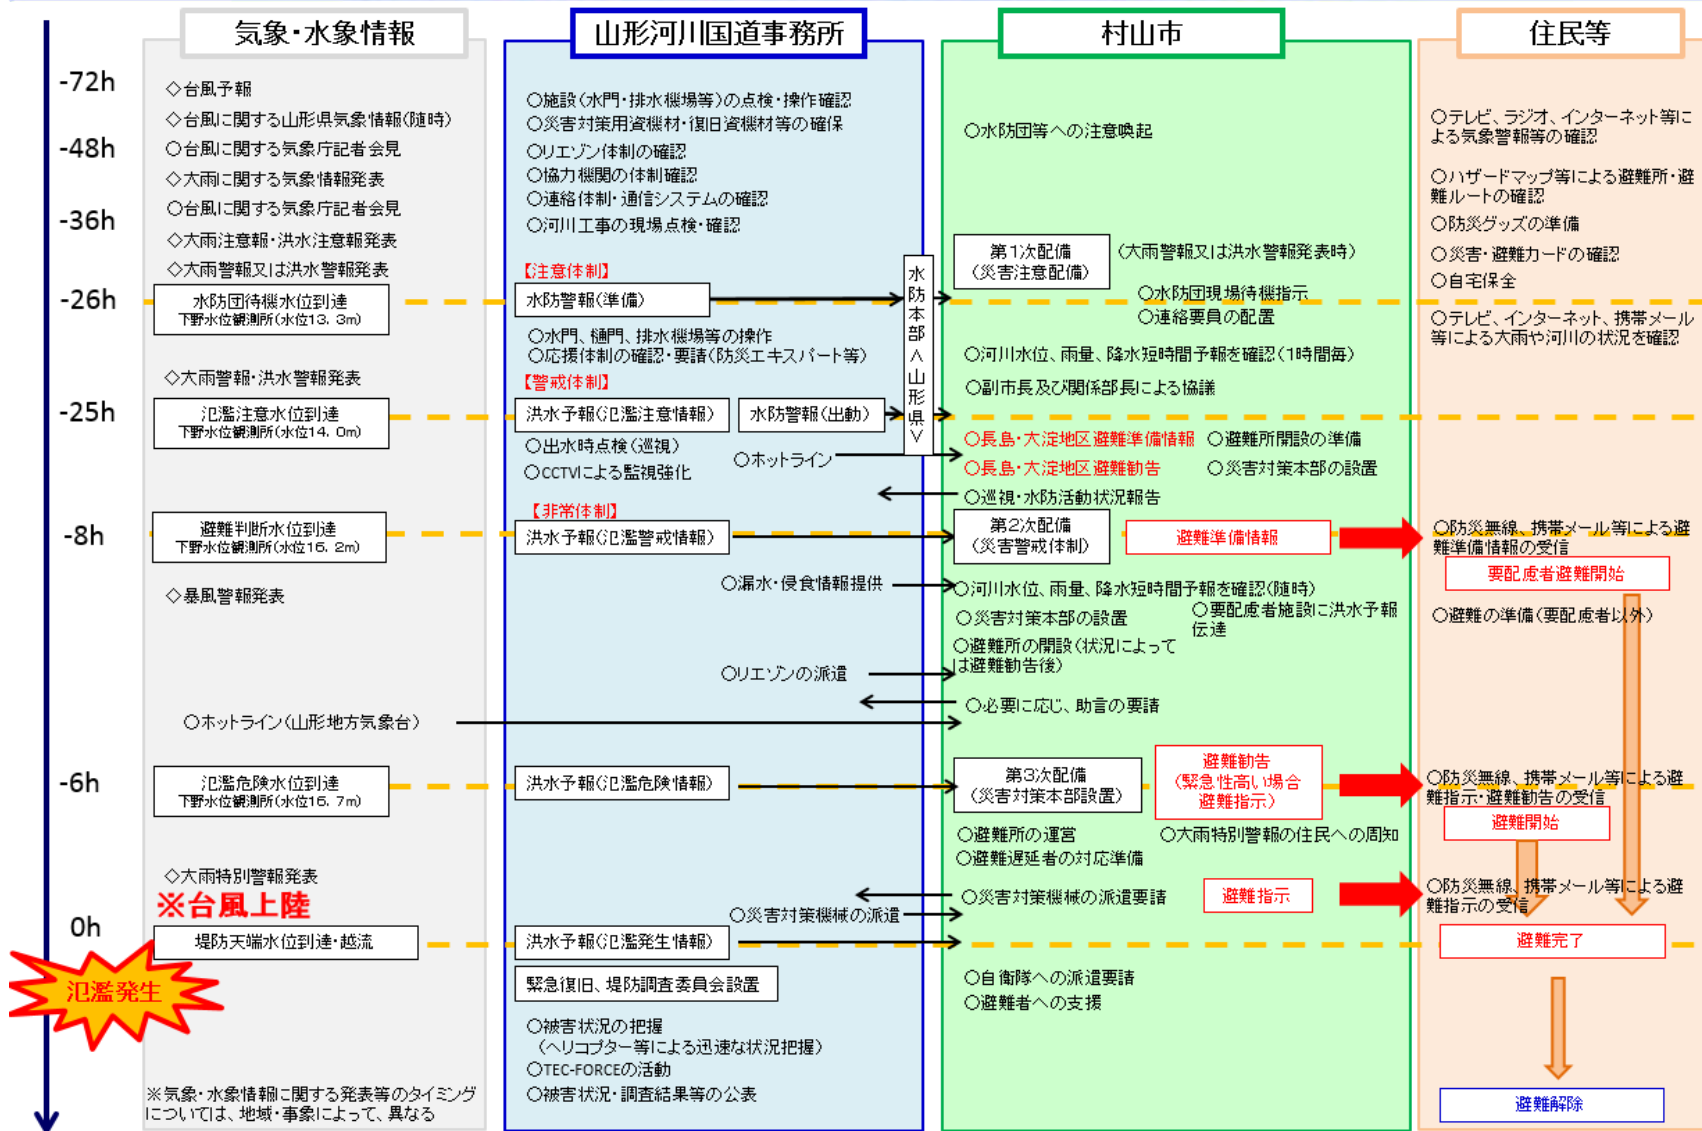 気象・水象情報
山形河川国道事務所
村山市
住民等
-72h
-48h
-36h
-26h
-25h
-8h
-6h
0h
◇台風予報
◇台風に関する山形県気象情報(随時)
○台風に関する気象庁記者会見
◇大雨に関する気象情報発表
○台風に関する気象庁記者会見
◇大雨注意報・洪水注意報発表
◇大雨警報又は洪水警報発表
水防団待機水位到達
下野水位観測所(水位13.3m)
◇大雨警報・洪水警報発表
氾濫注意水位到達
下野水位観測所(水位14.0m)
避難判断水位到達
下野水位観測所(水位16.2m)
◇暴風警報発表
○ホットライン(山形地方気象台)
氾濫危険水位到達
下野水位観測所(水位16.7m)
◇大雨特別警報発表
※台風上陸
堤防天端水位到達・越流
氾濫発生
※気象・水象情報に関する発表等のタイミング
については、地域・事象によって、異なる
○施設(水門・排水機場等)の点検・操作確認
○災害対策用資機材・復旧資機材等の確保
○リエゾン体制の確認
○協力機関の体制確認
○連絡体制・通信システムの確認
○河川工事の現場点検・確認
【注意体制】
水防警報(準備)
○水門、樋門、排水機場等の操作
○応援体制の確認・要請(防災エキスパート等)
【警戒体制】
洪水予報(氾濫注意情報)
水防警報(出動)
○出水時点検(巡視)
○CCTVによる監視強化
○ホットライン
【非常体制】
洪水予報(氾濫警戒情報)
○漏水・侵食情報提供
○リエゾンの派遣
洪水予報(氾濫危険情報)
○災害対策機械の派遣
洪水予報(氾濫発生情報)
緊急復旧、堤防調査委員会設置
○被害状況の把握
(ヘリコプター等による迅速な状況把握)
○TEC-FORCEの活動
○被害状況・調査結果等の公表
水防本部<山形県>
○水防団等への注意喚起
第1次配備
(災害注意配備)
(大雨警報又は洪水警報発表時)
○水防団現場待機指示
○連絡要員の配置
○河川水位、雨量、降水短時間予報を確認(1時間毎)
○副市長及び関係部長による協議
○長島・大淀地区避難準備情報
○避難所開設の準備
○長島・大淀地区避難勧告
○災害対策本部の設置
○巡視・水防活動状況報告
第2次配備
(災害警戒体制)
避難準備情報
○河川水位、雨量、降水短時間予報を確認(随時)
○災害対策本部の設置
○要配慮者施設に洪水予報
伝達
○避難所の開設(状況によって
は避難勧告後)
○必要に応じ、助言の要請
第3次配備
(災害対策本部設置)
避難勧告
(緊急性高い場合
避難指示)
○避難所の運営
○大雨特別警報の住民への周知
○避難遅延者の対応準備
○災害対策機械の派遣要請
避難指示
○自衛隊への派遣要請
○避難者への支援
○テレビ、ラジオ、インターネット等に
よる気象警報等の確認
○ハザードマップ等による避難所・避
難ルートの確認
○防災グッズの準備
○災害・避難カードの確認
○自宅保全
○テレビ、インターネット、携帯メール
等による大雨や河川の状況を確認
○防災無線、携帯メール等による避
難準備情報の受信
要配慮者避難開始
○避難の準備(要配慮者以外)
○防災無線、携帯メール等による避
難指示・避難勧告の受信
避難開始
○防災無線、携帯メール等による避
難指示の受信
避難完了
避難解除